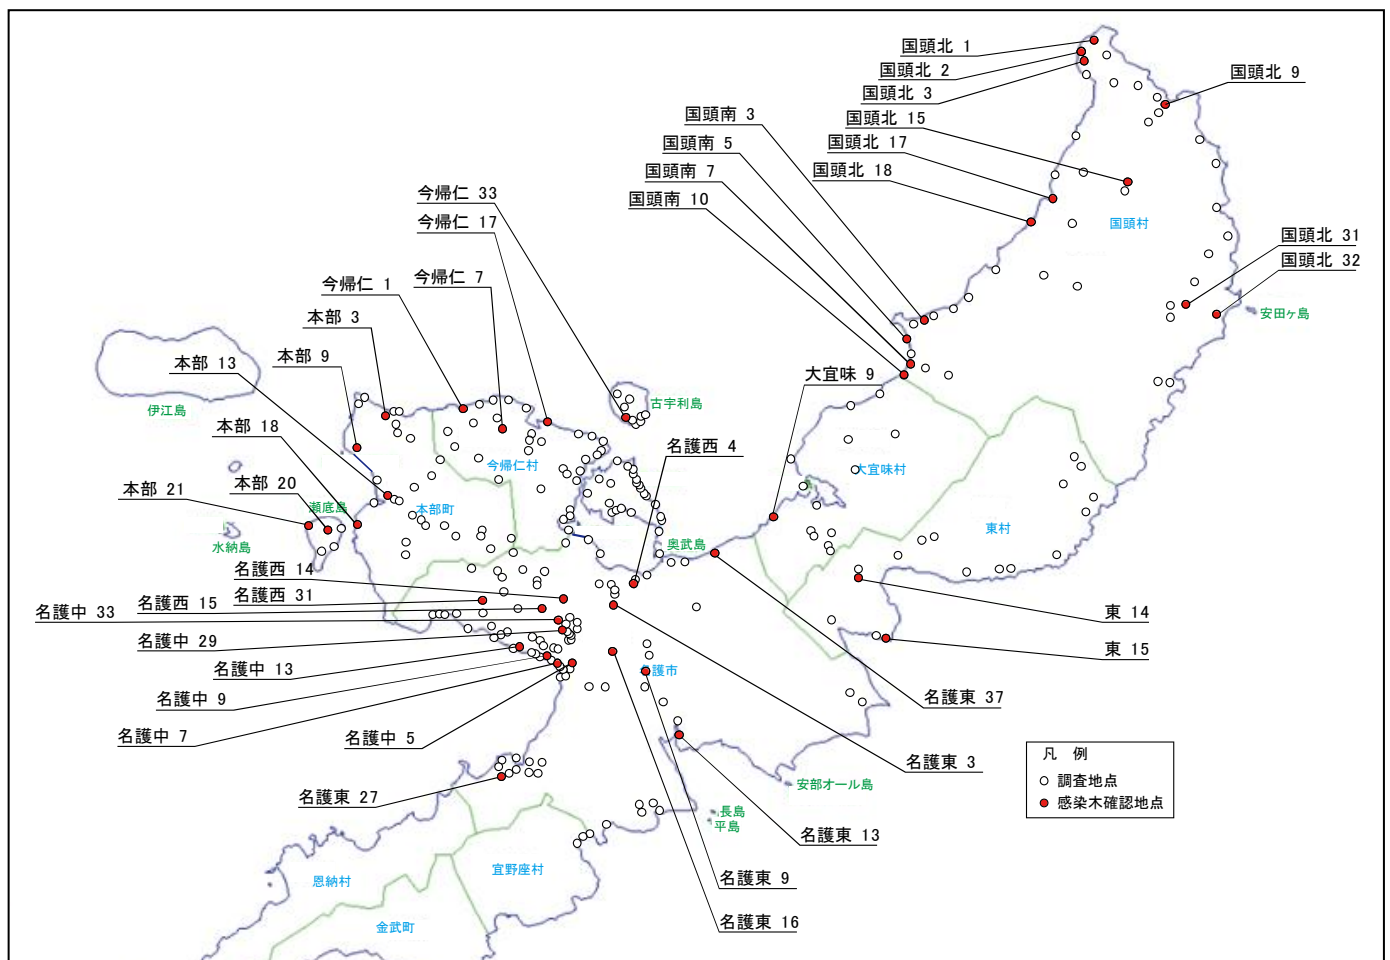 国頭北 1
国頭北 2
国頭北 3
国頭北 9
国頭南 3
国頭北 15
国頭南 5
国頭北 17
国頭南 7
国頭北 18
国頭南 10
今帰仁 33
今帰仁 17
国頭村
国頭北 31
国頭北 32
今帰仁 7
今帰仁 1
本部 3
安田ヶ島
本部 9
本部 13
大宜味 9
伊江島
古宇利島
本部 18
名護西 4
今帰仁村
大宜味村
本部 20
本部 21
瀬底島
本部町
東村
水納島
奥武島
名護西 14
名護西 31
名護西 15
名護中 33
東 14
名護中 29
東 15
名護中 13
護市
名護中 9
名護東 37
名護中 7
名護中 5
名護東 3
凡 例
調査地点
感染木確認地点
安部オール島
名護東 27
長島
平島
名護東 13
宜野座村
恩納村
名護東 9
名護東 16
金武町